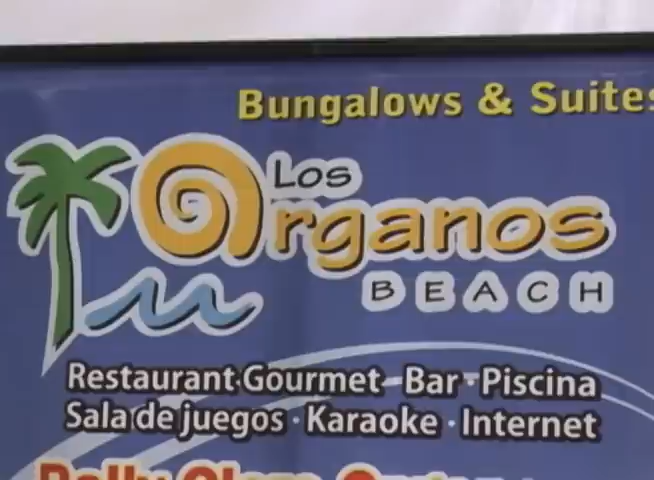 Bungalows & Suites
Los
Organos
BEACH
Restaurant Gourmet - Bar · Piscina
Sala de juegos · Karaoke · Internet